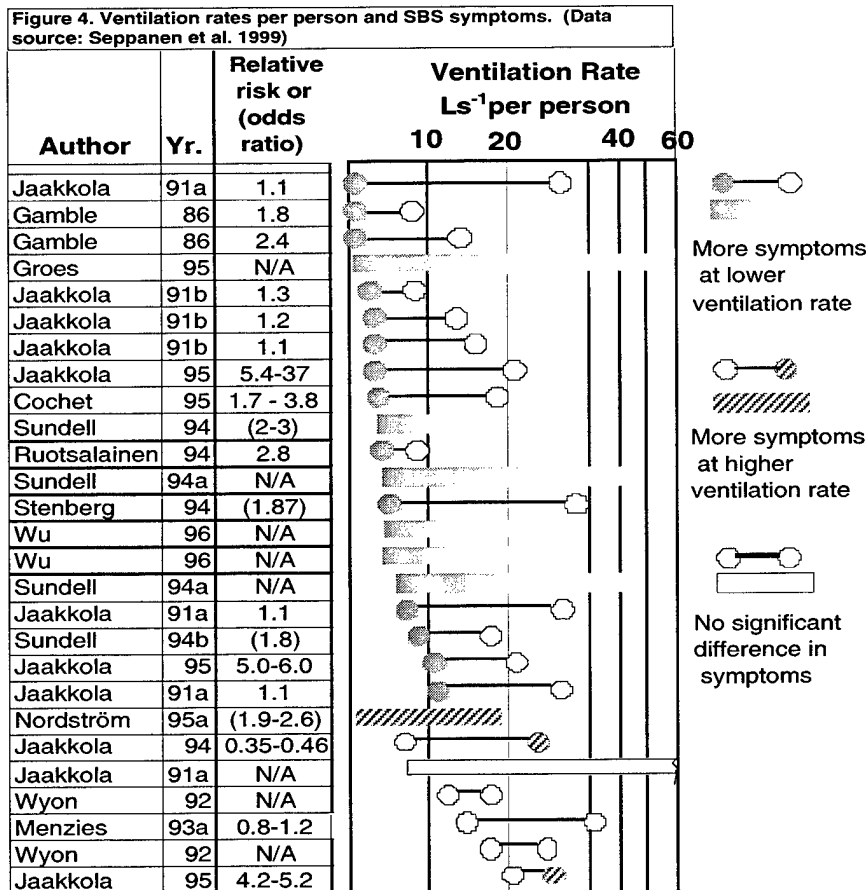 Figure 4. Ventilation rates per person and SBS symptoms. (Data
source: Seppanen et al. 1999)
Author Yr. Relative risk or (odds ratio) Ventilation Rate
Ls⁻¹ per person
10 20 40 60
Jaakkola 91a 1.1
Gamble 86 1.8
Gamble 86 2.4
Groes 95 N/A
Jaakkola 91b 1.3
Jaakkola 91b 1.2
Jaakkola 91b 1.1
Jaakkola 95 5.4-37
Cochet 95 1.7 - 3.8
Sundell 94 (2-3)
Ruotsalainen 94 2.8
Sundell 94a N/A
Stenberg 94 (1.87)
Wu 96 N/A
Wu 96 N/A
Sundell 94a N/A
Jaakkola 91a 1.1
Sundell 94b (1.8)
Jaakkola 95 5.0-6.0
Jaakkola 91a 1.1
Nordström 95a (1.9-2.6)
Jaakkola 94 0.35-0.46
Jaakkola 91a N/A
Wyon 92 N/A
Menzies 93a 0.8-1.2
Wyon 92 N/A
Jaakkola 95 4.2-5.2
More symptoms
at lower
ventilation rate
More symptoms
at higher
ventilation rate
No significant
difference in
symptoms